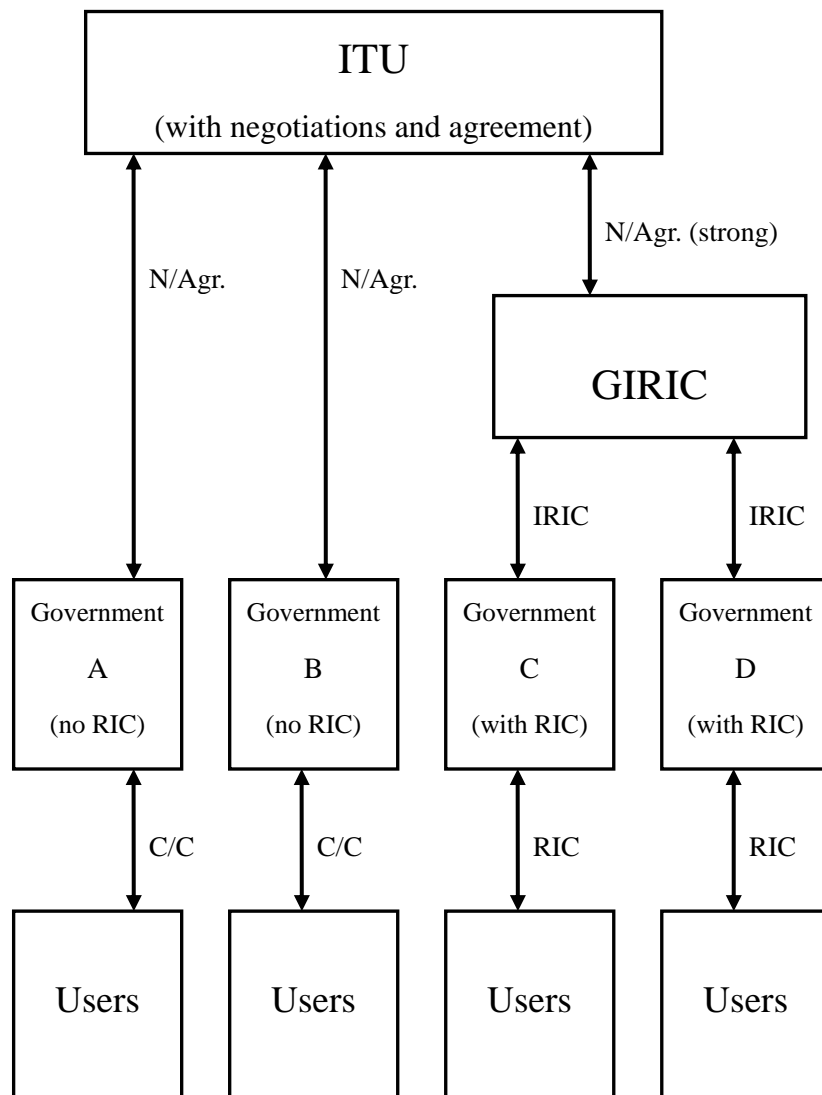 ITU
(with negotiations and agreement)
N/Agr. (strong)
N/Agr.
N/Agr.
GIRIC
IRIC
IRIC
Government
A
(no RIC)
Government
B
(no RIC)
Government
C
(with RIC)
Government
D
(with RIC)
C/C
C/C
RIC
RIC
Users
Users
Users
Users